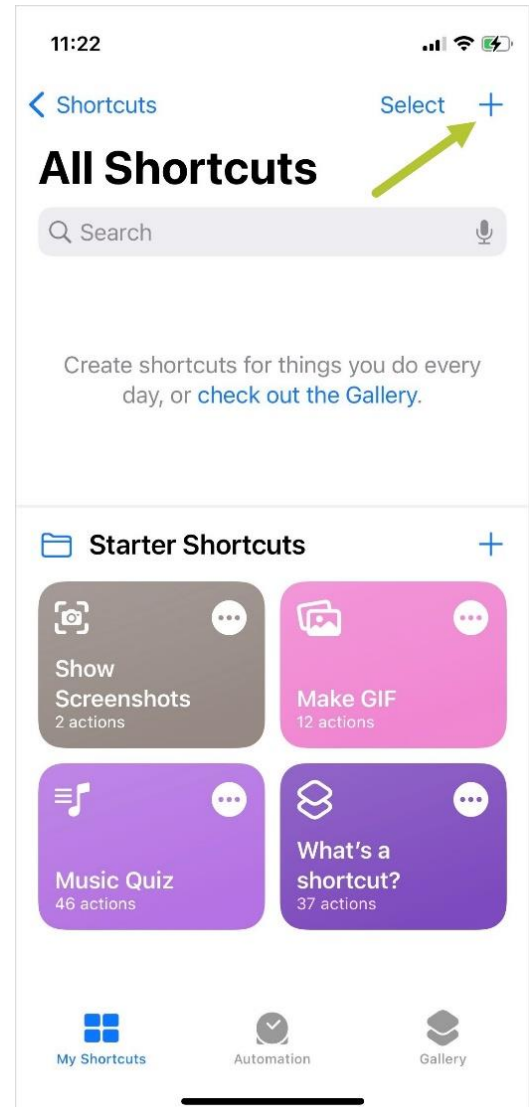 11:22
Shortcuts
Select
All Shortcuts
Search
Create shortcuts for things you do every
day, or check out the Gallery.
Starter Shortcuts
Show
Screenshots
2 actions
Make GIF
12 actions
Music Quiz
46 actions
What's a
shortcut?
37 actions
My Shortcuts
Automation
Gallery